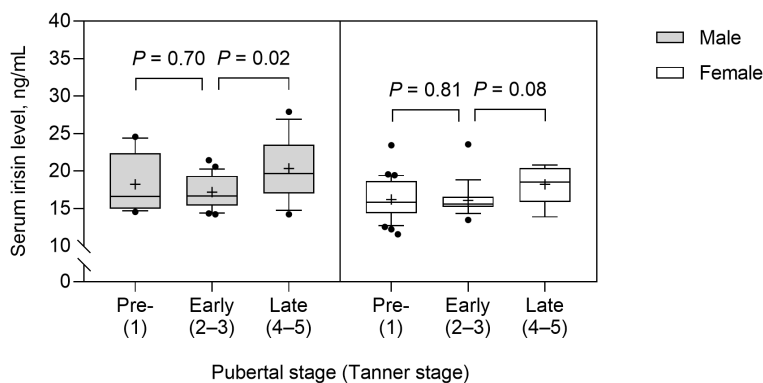 40
35
30
25
20
15
10
0
Serum irisin level, ng/mL
P = 0.70
P = 0.02
P = 0.81
P = 0.08
Male
Female
Pre-
(1)
Early
(2–3)
Late
(4–5)
Pre-
(1)
Early
(2–3)
Late
(4–5)
Pubertal stage (Tanner stage)